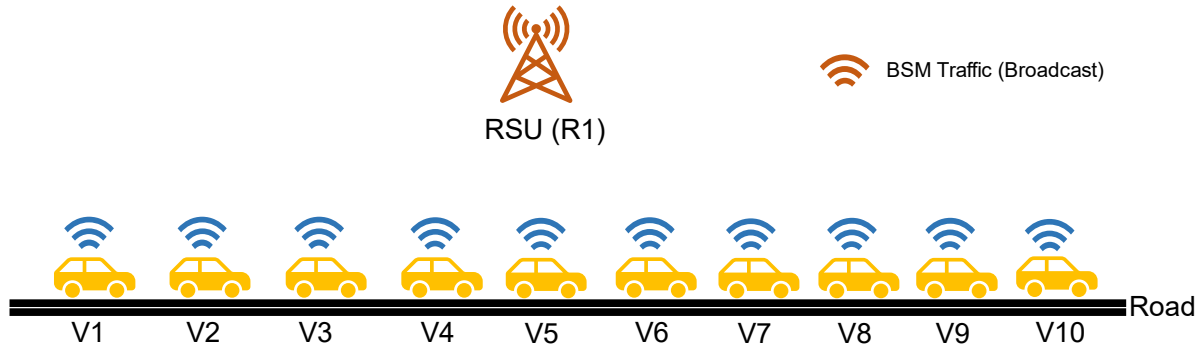 BSM Traffic (Broadcast)
RSU (R1)
Road
V1 V2 V3 V4 V5 V6 V7 V8 V9 V10